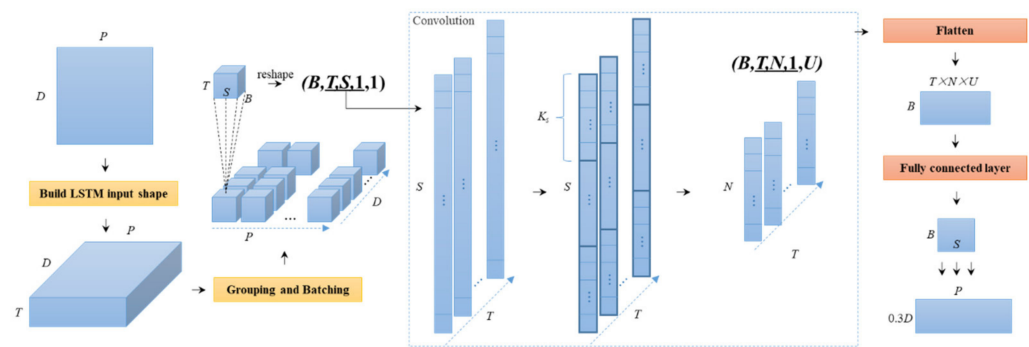 P
D
Build LSTM input shape
P
D
T
Grouping and Batching
T
S
B
reshape
(B,T,S,1,1)
...
...
P
D
Convolution
S
...
T
K_s
S
...
T
(B,T,N,1,U)
N
...
T
Flatten
T×N×U
B
Fully connected layer
B
S
P
0.3D